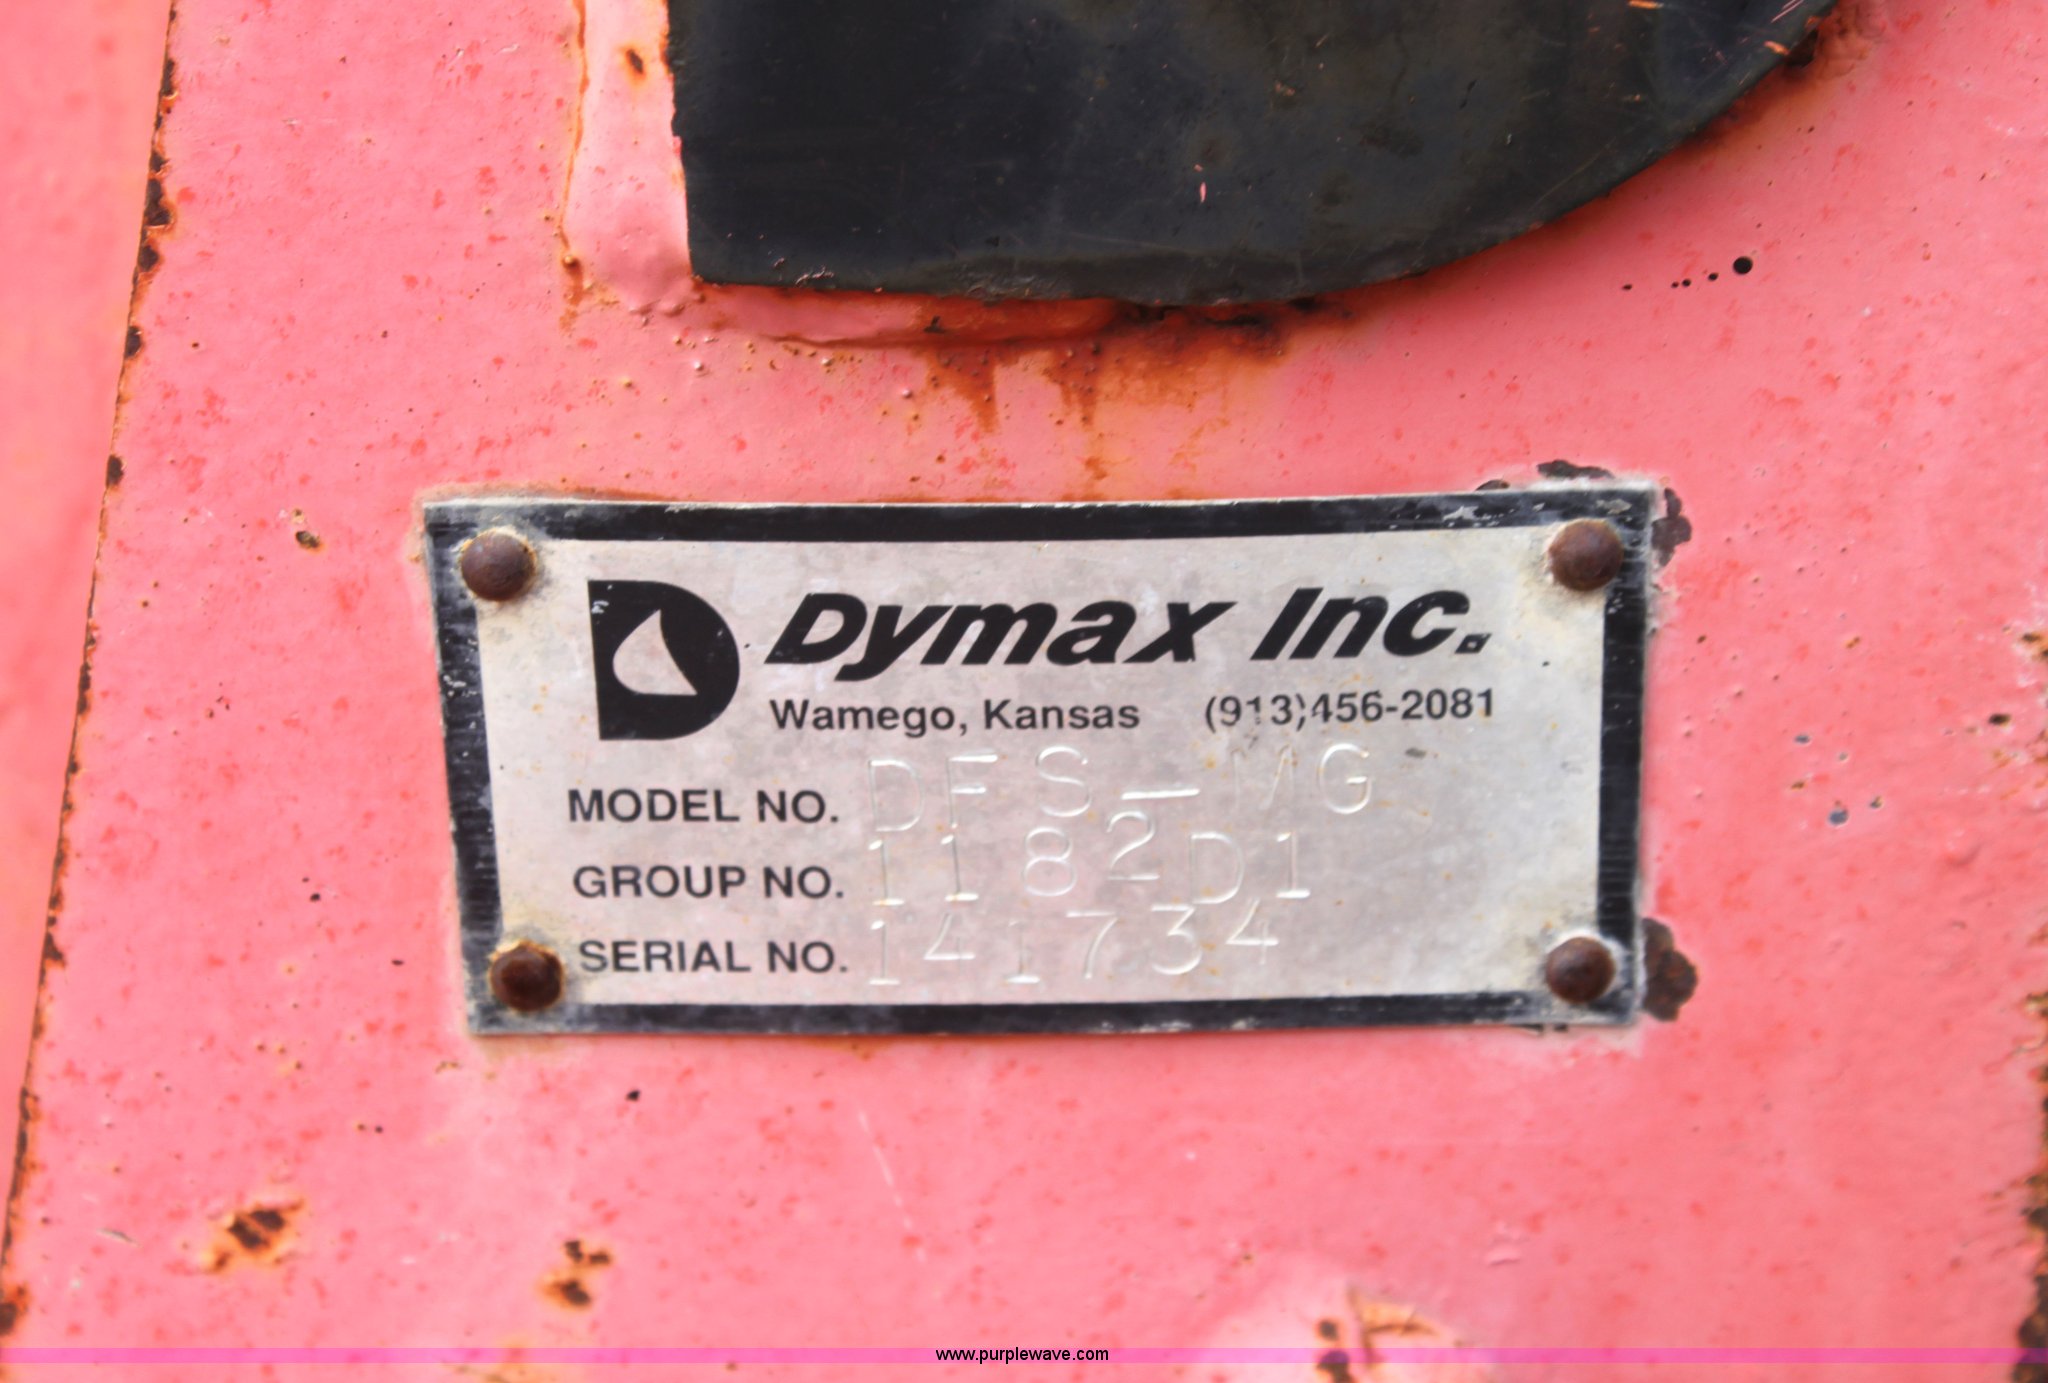 Dymax Inc.
Wamego, Kansas (913)456-2081
MODEL NO. DFS-MG
GROUP NO. 1182D1
SERIAL NO. 141734
www.purplewave.com